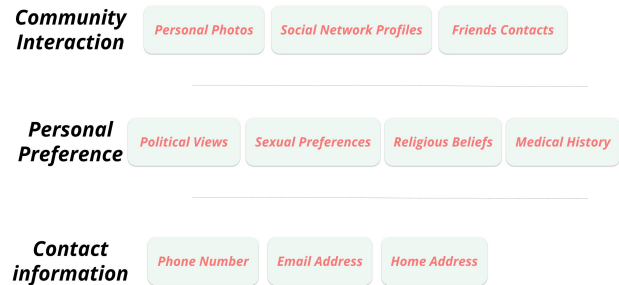 Community
Interaction
Personal Photos
Social Network Profiles
Friends Contacts
Personal
Preference
Political Views
Sexual Preferences
Religious Beliefs
Medical History
Contact
information
Phone Number
Email Address
Home Address